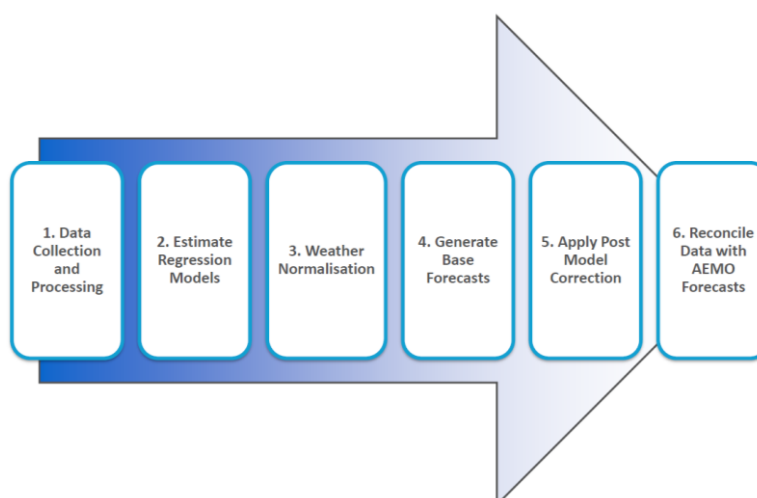 1. Data
Collection
and
Processing
2. Estimate
Regression
Models
3. Weather
Normalisation
4. Generate
Base
Forecasts
5. Apply Post
Model
Correction
6. Reconcile
Data with
AEMO
Forecasts